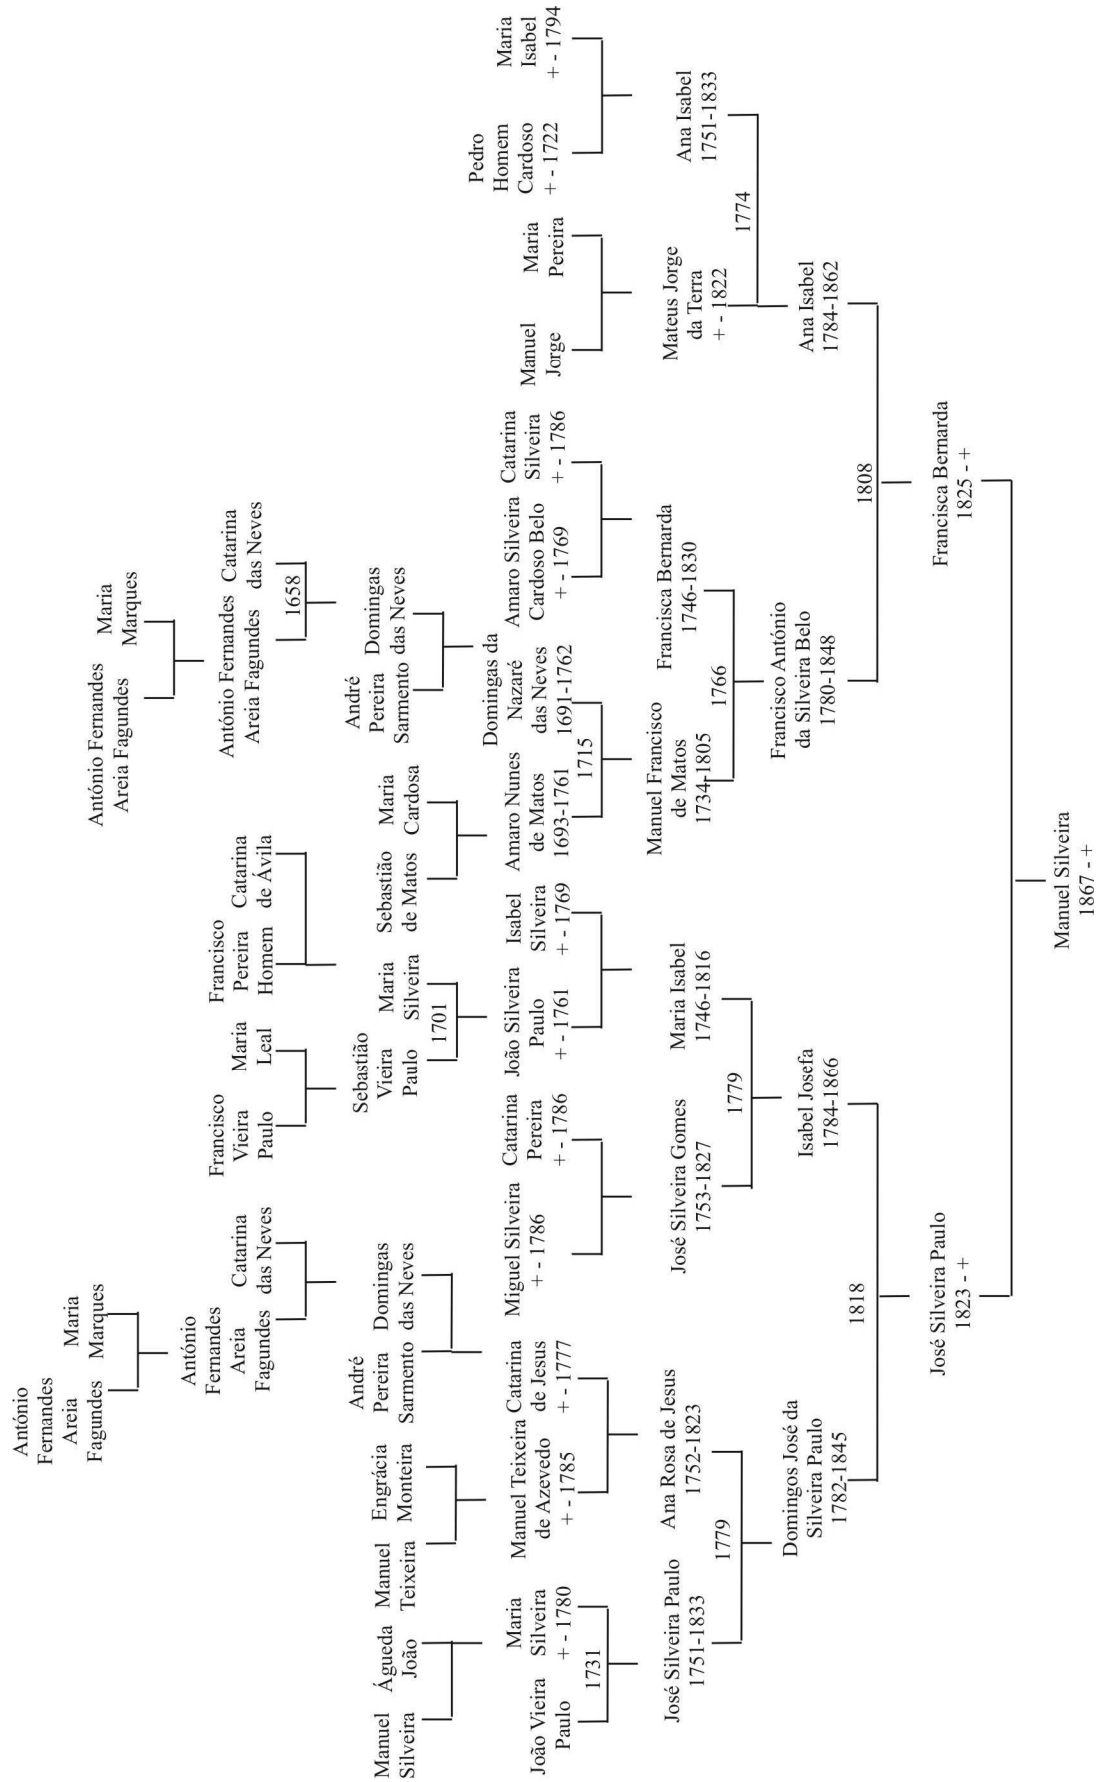 António
Fernandes
Areia
Fagundes
Maria
Marques
António Fernandes
Areia Fagundes
Maria
Marques
António
Fernandes
Areia
Fagundes
Catarina
das Neves
Francisco
Vieira
Paulo
Maria
Leal
Francisco
Pereira
Homem
Catarina
de Ávila
António Fernandes
Areia Fagundes
Catarina
das Neves
1658
Manuel
Silveira
Águeda
João
Manuel
Teixeira
Engrácia
Monteira
André
Pereira
Sarmento
Domingas
das Neves
Sebastião
Vieira
Paulo
Maria
Silveira
1701
Sebastião
de Matos
Maria
Cardosa
André
Pereira
Sarmento
Domingas
das Neves
João Vieira
Paulo
Maria
Silveira
+ - 1780
1731
Manuel Teixeira
de Azevedo
+ - 1785
Catarina
de Jesus
+ - 1777
Miguel Silveira
+ - 1786
Catarina
Pereira
+ - 1786
João Silveira
Paulo
+ - 1761
Isabel
Silveira
+ - 1769
Amaro Nunes
de Matos
1693-1761
Domingas da
Nazaré
das Neves
1691-1762
1715
Amaro Silveira
Cardoso Belo
+ - 1769
Catarina
Silveira
+ - 1786
Manuel
Jorge
Maria
Pereira
Pedro
Homem
Cardoso
+ - 1722
Maria
Isabel
+ - 1794
José Silveira Paulo
1751-1833
Ana Rosa de Jesus
1752-1823
1779
José Silveira Gomes
1753-1827
Maria Isabel
1746-1816
1779
Manuel Francisco
de Matos
1734-1805
Francisca Bernarda
1746-1830
1766
Mateus Jorge
da Terra
+ - 1822
Ana Isabel
1751-1833
1774
Domingos José da
Silveira Paulo
1782-1845
Isabel Josefa
1784-1866
1818
Francisco António
da Silveira Belo
1780-1848
Ana Isabel
1784-1862
1808
José Silveira Paulo
1823 - +
Francisca Bernarda
1825 - +
Manuel Silveira
1867 - +